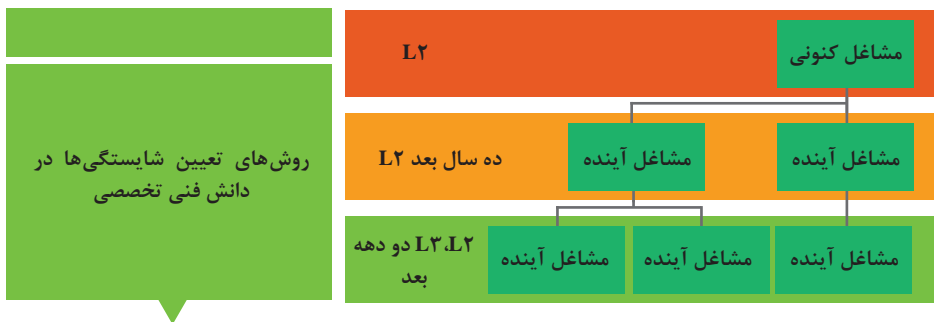 مشاغل کنونی
L۲
مشاغل آینده
مشاغل آینده
ده سال بعد L۲
مشاغل آینده
مشاغل آینده
مشاغل آینده
L۳،L۲ دو دهه
بعد
روش‌های تعیین شایستگی‌ها در
دانش فنی تخصصی